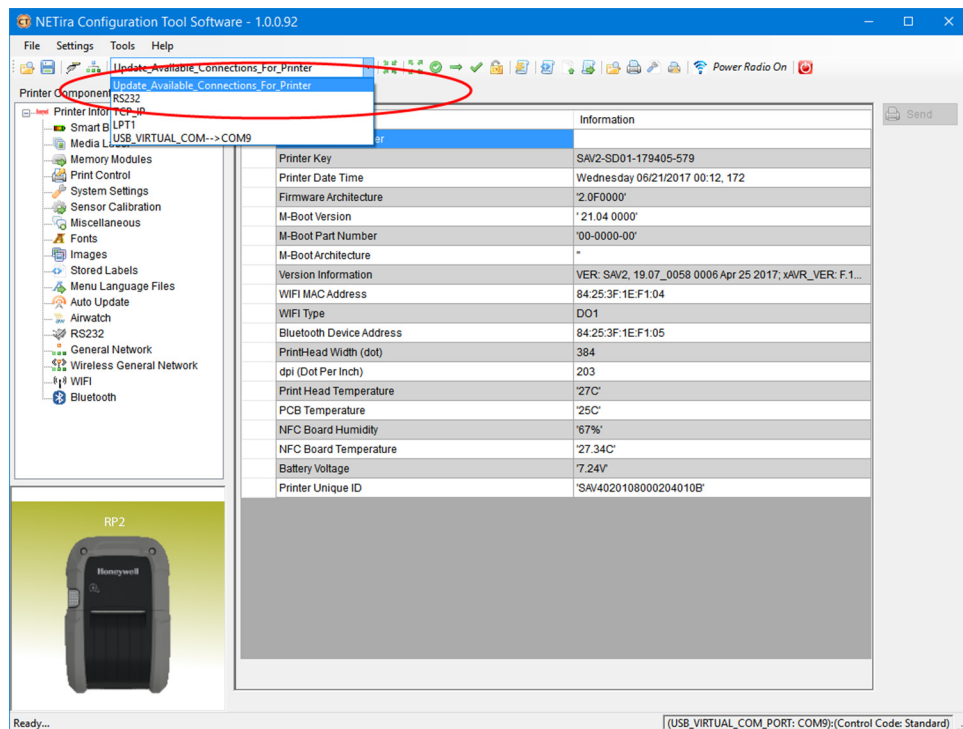 NETira Configuration Tool Software - 1.0.0.92
File Settings Tools Help
Update_Available_Connections_For_Printer
Power Radio On
Update_Available_Connections_For_Printer
RS232
TCP_IP
LPT1
USB_VIRTUAL_COM-->COM9
Printer Component
Printer Infor
Smart B
Media L
Memory Modules
Print Control
System Settings
Sensor Calibration
Miscellaneous
Fonts
Images
Stored Labels
Menu Language Files
Auto Update
Airwatch
RS232
General Network
Wireless General Network
WIFI
Bluetooth
Information
er
Printer Key SAV2-SD01-179405-579
Printer Date Time Wednesday 06/21/2017 00:12, 172
Firmware Architecture '2.0F0000'
M-Boot Version ' 21.04 0000'
M-Boot Part Number '00-0000-00'
M-Boot Architecture ''
Version Information VER: SAV2, 19.07_0058 0006 Apr 25 2017; xAVR_VER: F.1...
WIFI MAC Address 84:25:3F:1E:F1:04
WIFI Type DO1
Bluetooth Device Address 84:25:3F:1E:F1:05
PrintHead Width (dot) 384
dpi (Dot Per Inch) 203
Print Head Temperature '27C'
PCB Temperature '25C'
NFC Board Humidity '67%'
NFC Board Temperature '27.34C'
Battery Voltage '7.24V'
Printer Unique ID 'SAV4020108000204010B'
Send
RP2
Honeywell
Ready...
(USB_VIRTUAL_COM_PORT: COM9):(Control Code: Standard)